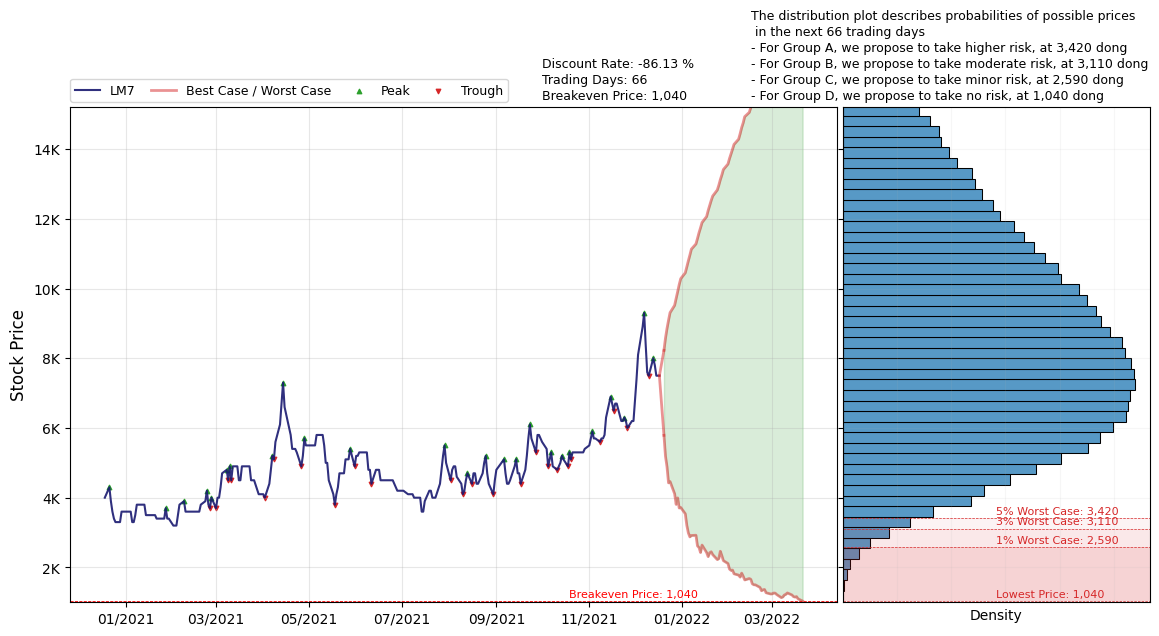 The distribution plot describes probabilities of possible prices
in the next 66 trading days
- For Group A, we propose to take higher risk, at 3,420 dong
- For Group B, we propose to take moderate risk, at 3,110 dong
- For Group C, we propose to take minor risk, at 2,590 dong
- For Group D, we propose to take no risk, at 1,040 dong
Discount Rate: -86.13 %
Trading Days: 66
Breakeven Price: 1,040
LM7 Best Case / Worst Case Peak Trough
Stock Price
14K
12K
10K
8K
6K
4K
2K
5% Worst Case: 3,420
3% Worst Case: 3,110
1% Worst Case: 2,590
Breakeven Price: 1,040
Lowest Price: 1,040
01/2021 03/2021 05/2021 07/2021 09/2021 11/2021 01/2022 03/2022
Density